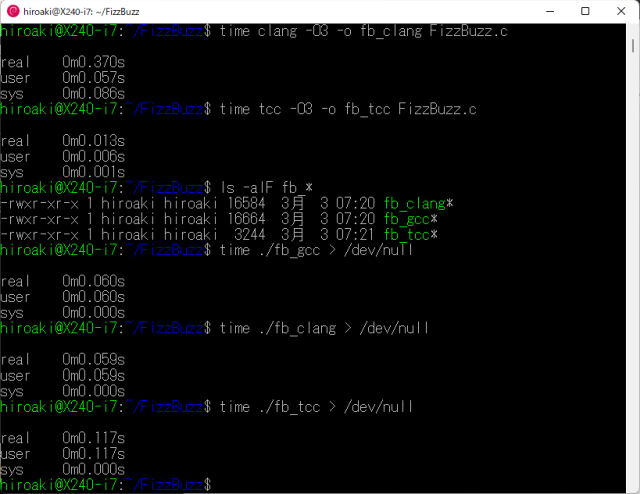 hiroaki@X240-i7: ~/FizzBuzz
hiroaki@X240-i7:~/FizzBuzz$ time clang -O3 -o fb_clang FizzBuzz.c
real    0m0.370s
user    0m0.057s
sys     0m0.086s
hiroaki@X240-i7:~/FizzBuzz$ time tcc -O3 -o fb_tcc FizzBuzz.c
real    0m0.013s
user    0m0.006s
sys     0m0.001s
hiroaki@X240-i7:~/FizzBuzz$ ls -alF fb_*
-rwxr-xr-x 1 hiroaki hiroaki 16584  3月  3 07:20 fb_clang*
-rwxr-xr-x 1 hiroaki hiroaki 16664  3月  3 07:20 fb_gcc*
-rwxr-xr-x 1 hiroaki hiroaki  3244  3月  3 07:21 fb_tcc*
hiroaki@X240-i7:~/FizzBuzz$ time ./fb_gcc > /dev/null
real    0m0.060s
user    0m0.060s
sys     0m0.000s
hiroaki@X240-i7:~/FizzBuzz$ time ./fb_clang > /dev/null
real    0m0.059s
user    0m0.059s
sys     0m0.000s
hiroaki@X240-i7:~/FizzBuzz$ time ./fb_tcc > /dev/null
real    0m0.117s
user    0m0.117s
sys     0m0.000s
hiroaki@X240-i7:~/FizzBuzz$